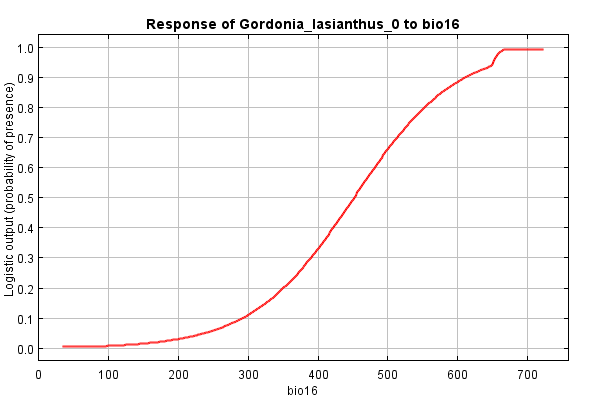 Response of Gordonia_lasianthus_0 to bio16
Logistic output (probability of presence)
1.0
0.9
0.8
0.7
0.6
0.5
0.4
0.3
0.2
0.1
0.0
0 100 200 300 400 500 600 700
bio16